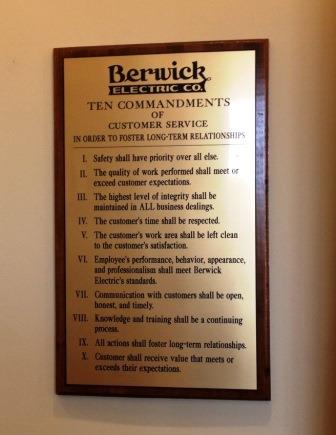 Berwick
ELECTRIC CO.
TEN COMMANDMENTS
OF
CUSTOMER SERVICE
IN ORDER TO FOSTER LONG-TERM RELATIONSHIPS
I. Safety shall have priority over all else.
II. The quality of work performed shall meet or
exceed customer expectations.
III. The highest level of integrity shall be
maintained in ALL business dealings.
IV. The customer's time shall be respected.
V. The customer's work area shall be left clean
to the customer's satisfaction.
VI. Employee's performance, behavior, appearance,
and professionalism shall meet Berwick
Electric's standards.
VII. Communication with customers shall be open,
honest, and timely.
VIII. Knowledge and training shall be a continuing
process.
IX. All actions shall foster long-term relationships.
X. Customer shall receive value that meets or
exceeds their expectations.